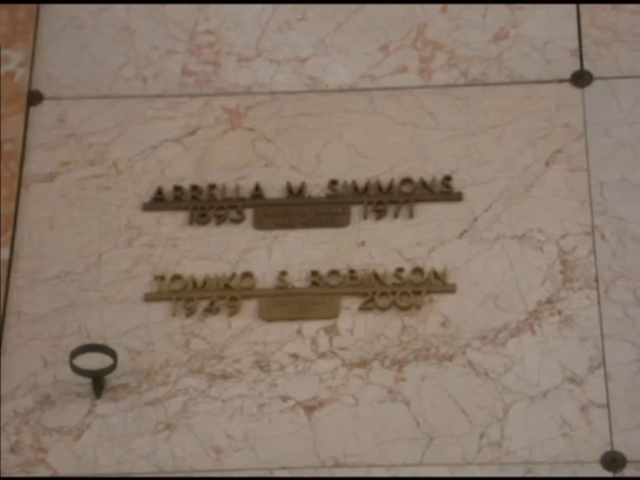 ARRELLA M. SIMMONS
1893 1971
TOMIKO S. ROBINSON
1949 2007